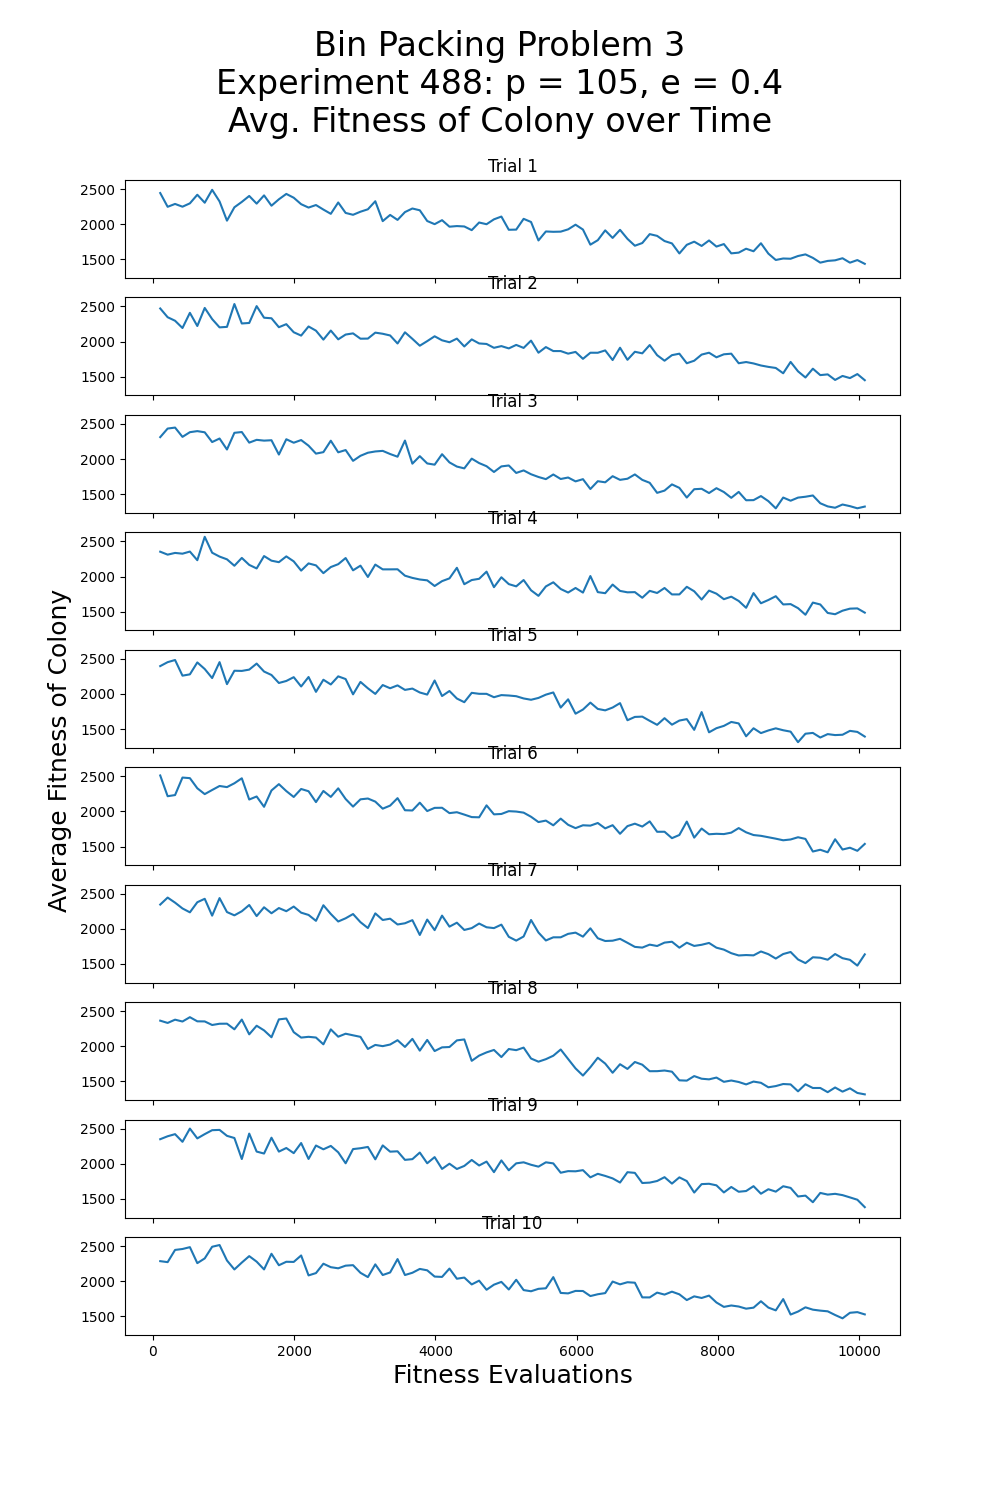 Bin Packing Problem 3
Experiment 488: p = 105, e = 0.4
Avg. Fitness of Colony over Time
Average Fitness of Colony
Trial 1
2500
2000
1500
Trial 2
2500
2000
1500
Trial 3
2500
2000
1500
Trial 4
2500
2000
1500
Trial 5
2500
2000
1500
Trial 6
2500
2000
1500
Trial 7
2500
2000
1500
Trial 8
2500
2000
1500
Trial 9
2500
2000
1500
Trial 10
2500
2000
1500
0 2000 4000 6000 8000 10000
Fitness Evaluations